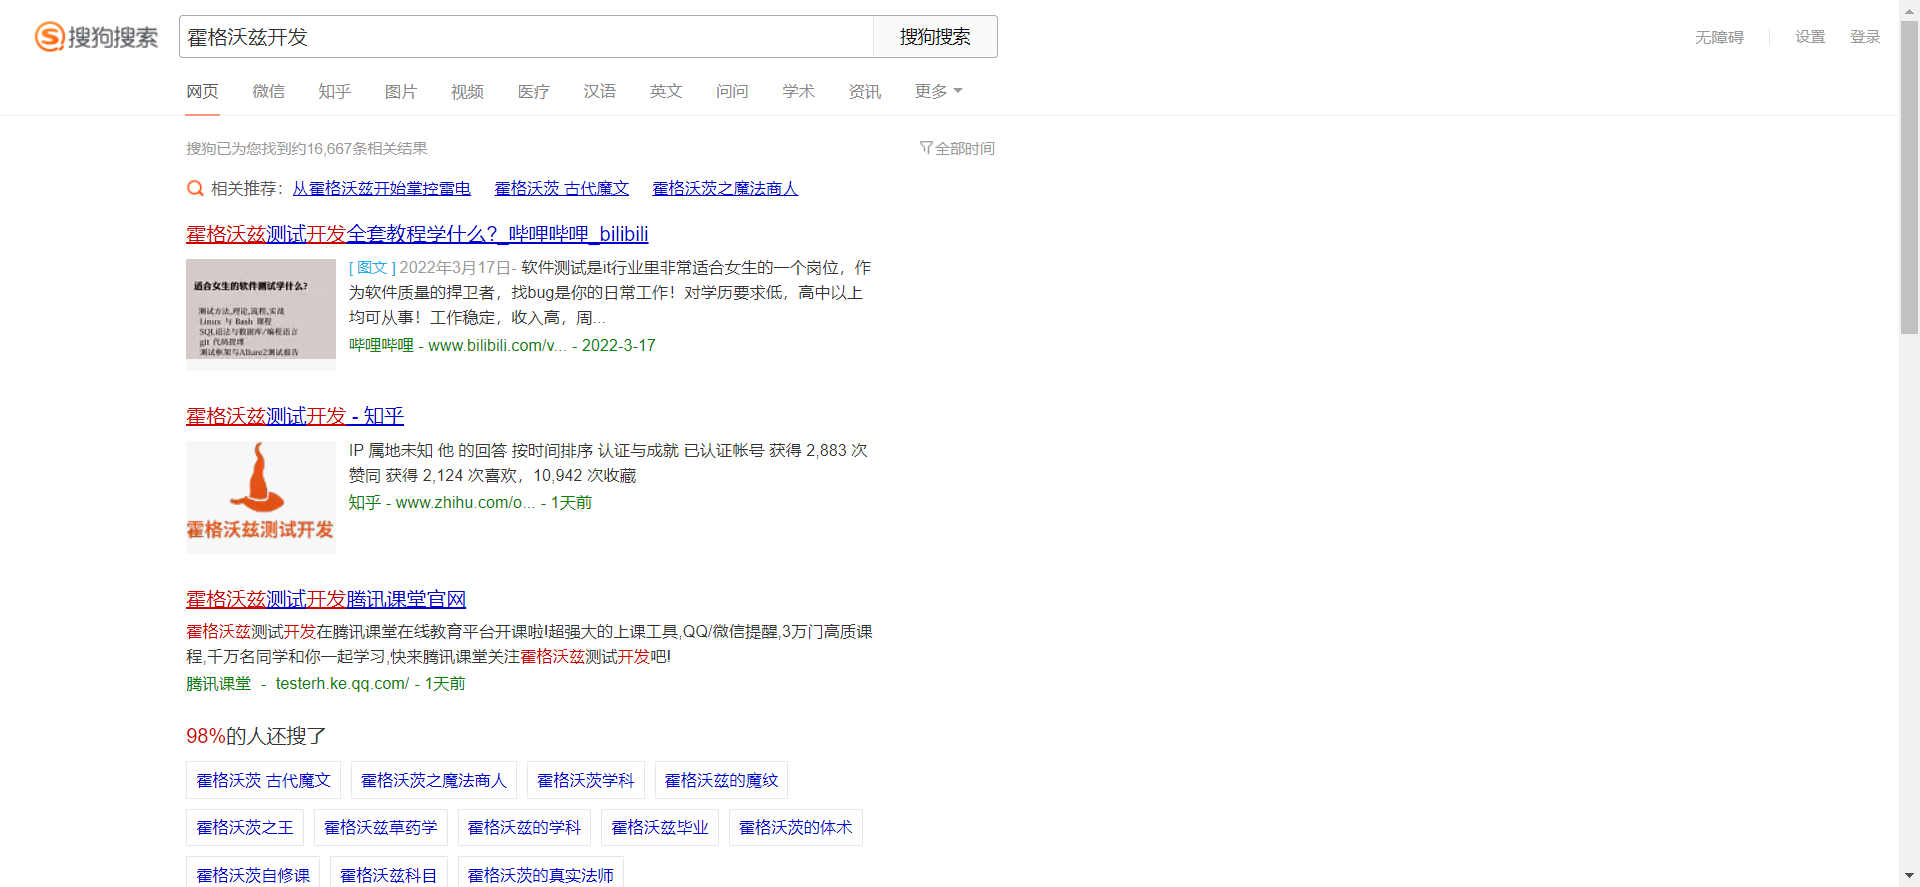 搜狗搜索 霍格沃兹开发 搜狗搜索 无障碍 设置 登录
网页 微信 知乎 图片 视频 医疗 汉语 英文 问问 学术 资讯 更多
搜狗已为您找到约16,667条相关结果 全部时间
相关推荐： 从霍格沃兹开始掌控雷电 霍格沃茨 古代魔文 霍格沃茨之魔法商人
霍格沃兹测试开发全套教程学什么?_哔哩哔哩_bilibili
适合女生的软件测试学什么?
测试方法,理论,流程,实战
Linux 与 Bash 课程
SQL语法与数据库/编程语言
git 代码管理
测试框架与Allure2测试报告
[ 图文 ] 2022年3月17日- 软件测试是it行业里非常适合女生的一个岗位，作
为软件质量的捍卫者，找bug是你的日常工作！对学历要求低，高中以上
均可从事！工作稳定，收入高，周...
哔哩哔哩 - www.bilibili.com/v... - 2022-3-17
霍格沃兹测试开发 - 知乎
霍格沃兹测试开发
IP 属地未知 他 的回答 按时间排序 认证与成就 已认证帐号 获得 2,883 次
赞同 获得 2,124 次喜欢，10,942 次收藏
知乎 - www.zhihu.com/o... - 1天前
霍格沃兹测试开发腾讯课堂官网
霍格沃兹测试开发在腾讯课堂在线教育平台开课啦!超强大的上课工具,QQ/微信提醒,3万门高质课
程,千万名同学和你一起学习,快来腾讯课堂关注霍格沃兹测试开发吧!
腾讯课堂 - testerh.ke.qq.com/ - 1天前
98%的人还搜了
霍格沃茨 古代魔文 霍格沃茨之魔法商人 霍格沃茨学科 霍格沃兹的魔纹
霍格沃茨之王 霍格沃兹草药学 霍格沃兹的学科 霍格沃兹毕业 霍格沃茨的体术
霍格沃茨自修课 霍格沃兹科目 霍格沃茨的真实法师